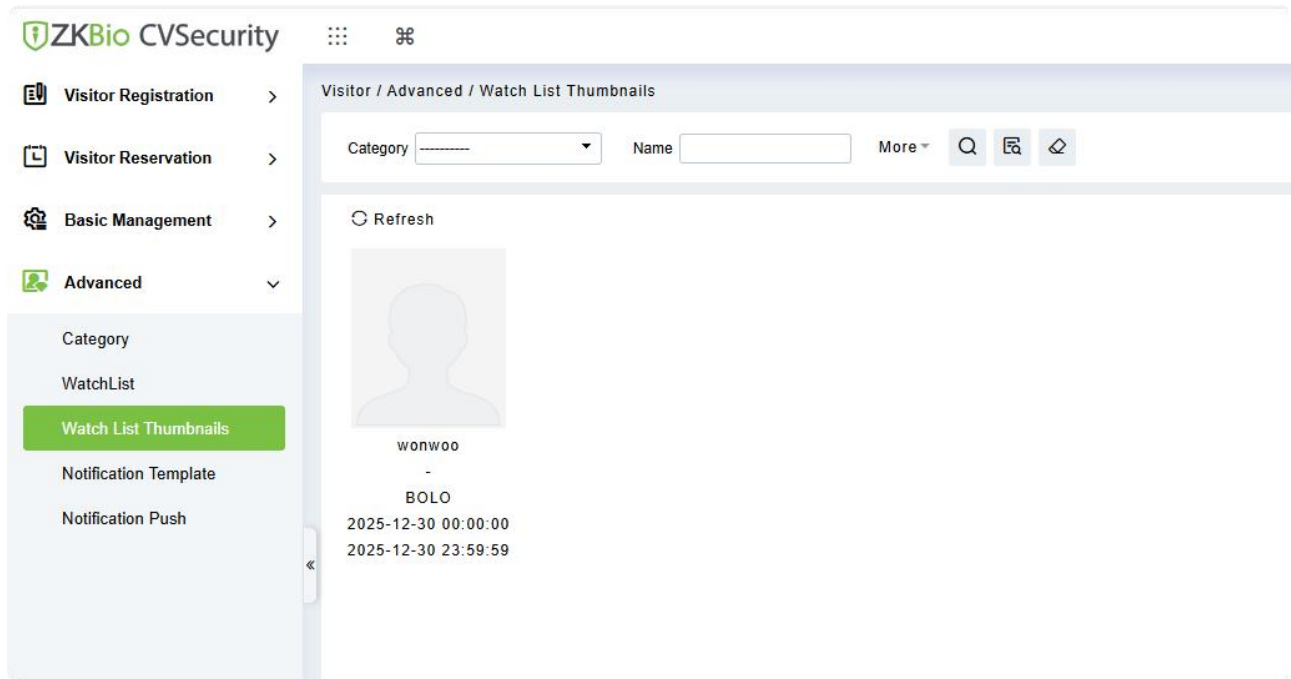 ZKBio CVSecurity
Visitor Registration
Visitor Reservation
Basic Management
Advanced
Category
WatchList
Watch List Thumbnails
Notification Template
Notification Push
Visitor / Advanced / Watch List Thumbnails
Category ---------- Name More
Refresh
wonwoo
-
BOLO
2025-12-30 00:00:00
2025-12-30 23:59:59